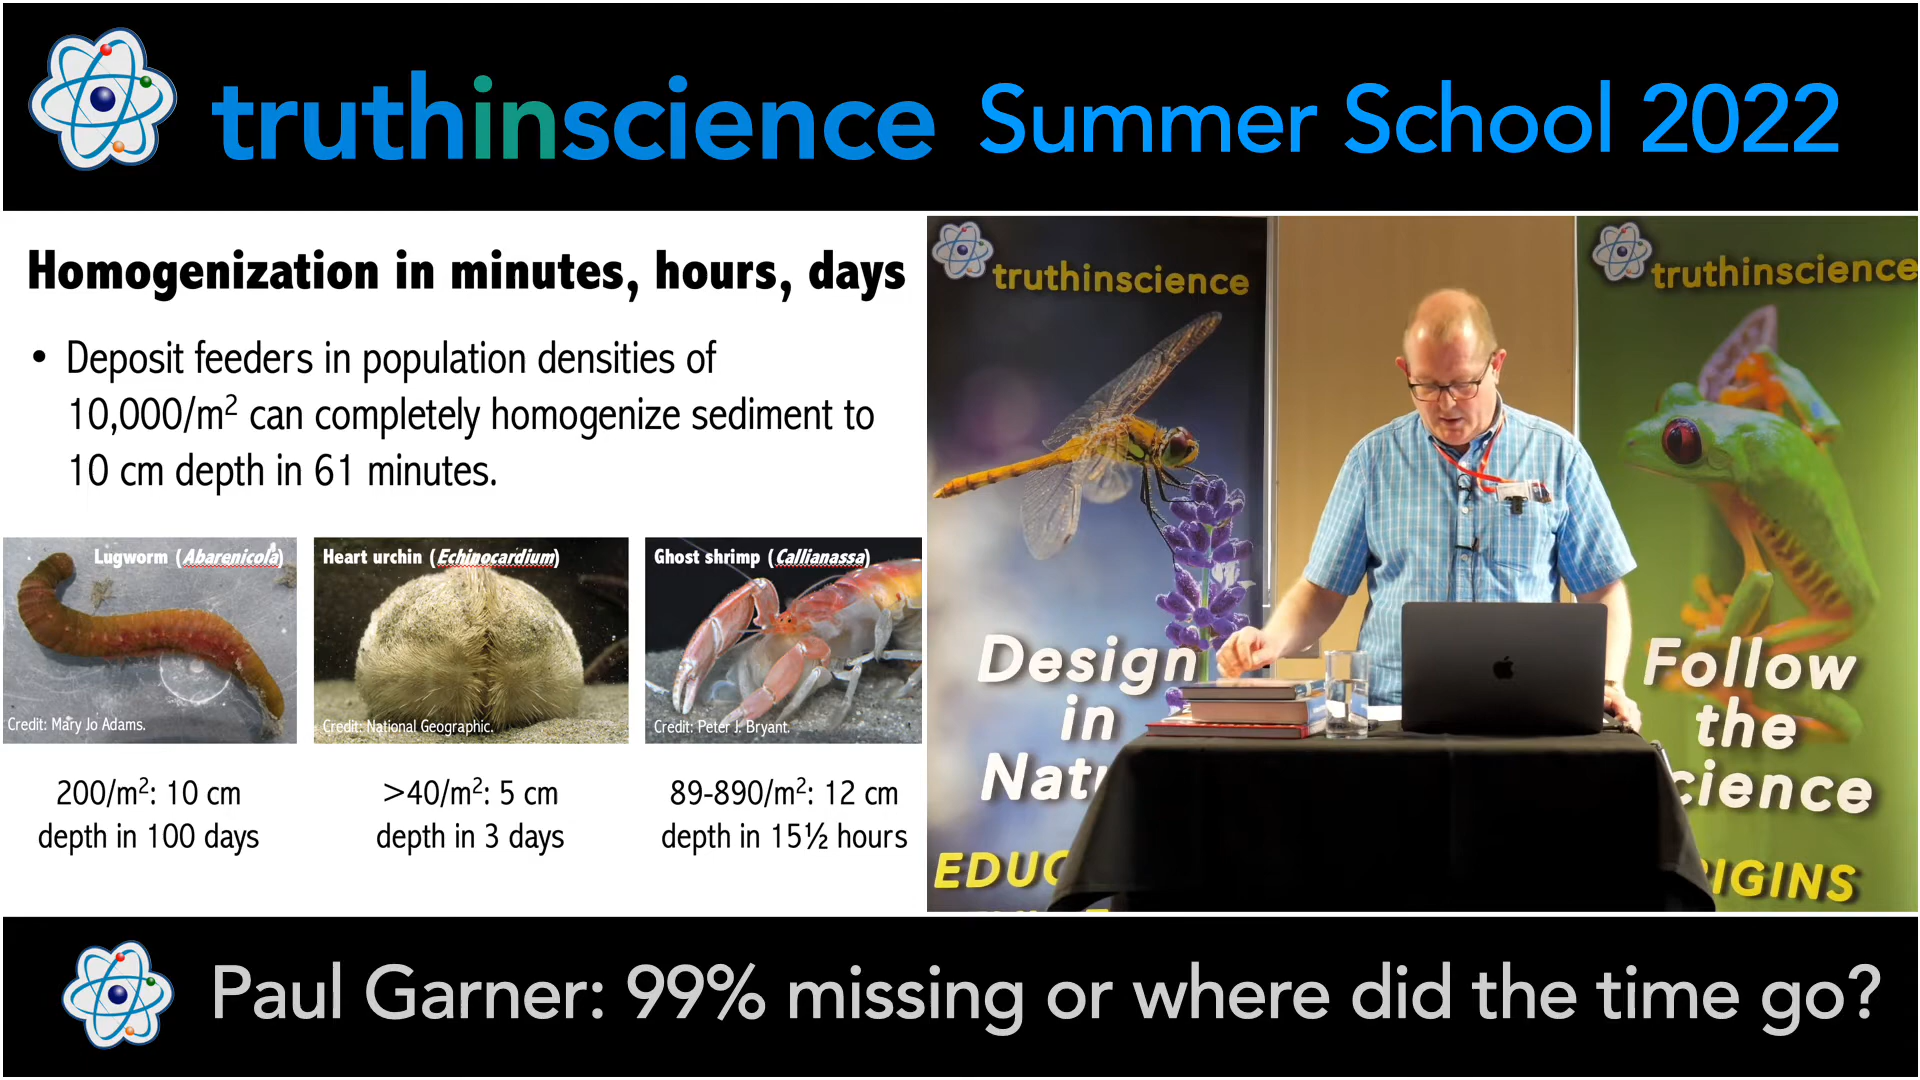 truthinscience Summer School 2022
Homogenization in minutes, hours, days
• Deposit feeders in population densities of
10,000/m² can completely homogenize sediment to
10 cm depth in 61 minutes.
Lugworm (Abarenicola)
Credit: Mary Jo Adams.
200/m²: 10 cm
depth in 100 days
Heart urchin (Echinocardium)
Credit: National Geographic.
>40/m²: 5 cm
depth in 3 days
Ghost shrimp (Callianassa)
Credit: Peter J. Bryant.
89-890/m²: 12 cm
depth in 15½ hours
truthinscience
Design
in
Natu
EDUC
truthinscience
Follow
the
cience
IGINS
Paul Garner: 99% missing or where did the time go?